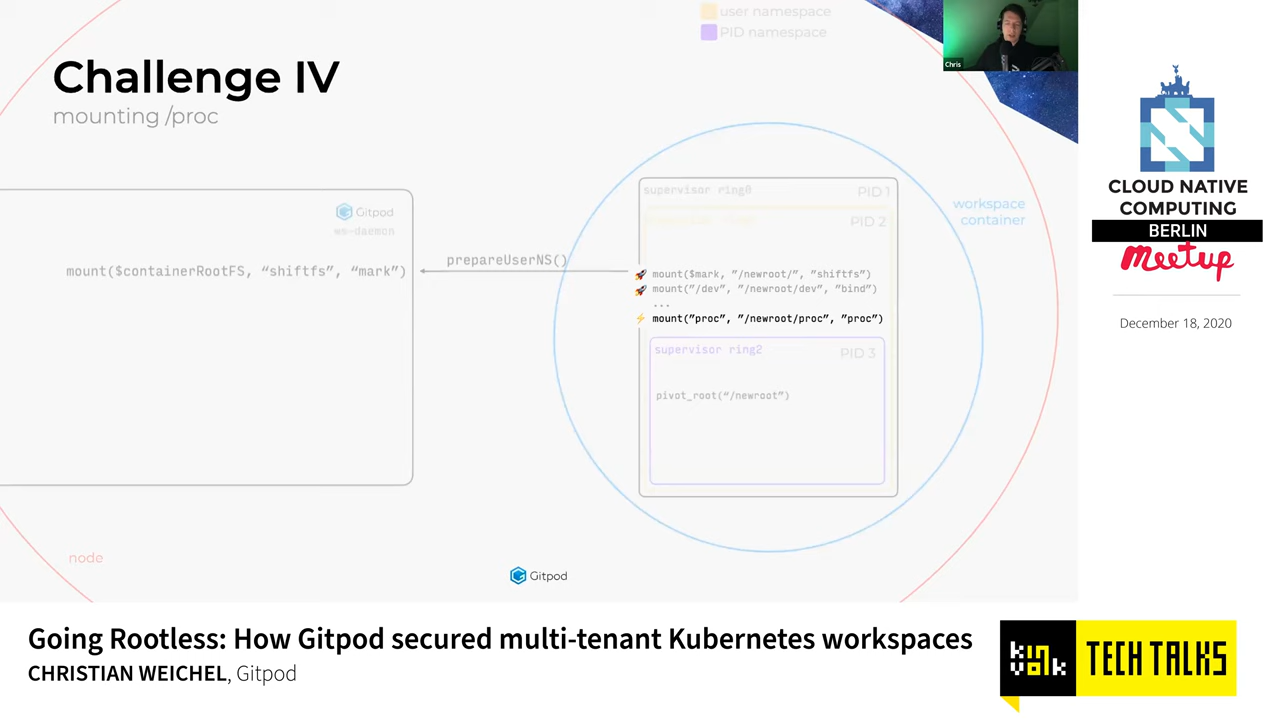 user namespace
PID namespace
Chris
Challenge IV
mounting /proc
Gitpod
ws-daemon
mount($containerRootFS, “shiftfs”, “mark”)
prepareUserNS()
supervisor ring0
PID 1
PID 2
workspace
container
mount($mark, ”/newroot/”, ”shiftfs”)
mount(”/dev”, ”/newroot/dev”, ”bind”)
...
mount(”proc”, ”/newroot/proc”, ”proc”)
supervisor ring2
PID 3
pivot_root(“/newroot”)
node
Gitpod
CLOUD NATIVE
COMPUTING
BERLIN
meetup
December 18, 2020
Going Rootless: How Gitpod secured multi-tenant Kubernetes workspaces
CHRISTIAN WEICHEL, Gitpod
kinvolk
TECH TALKS